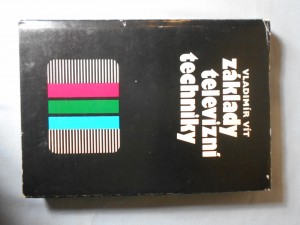 VLADIMÍR VÍT
základy
televizní
techniky